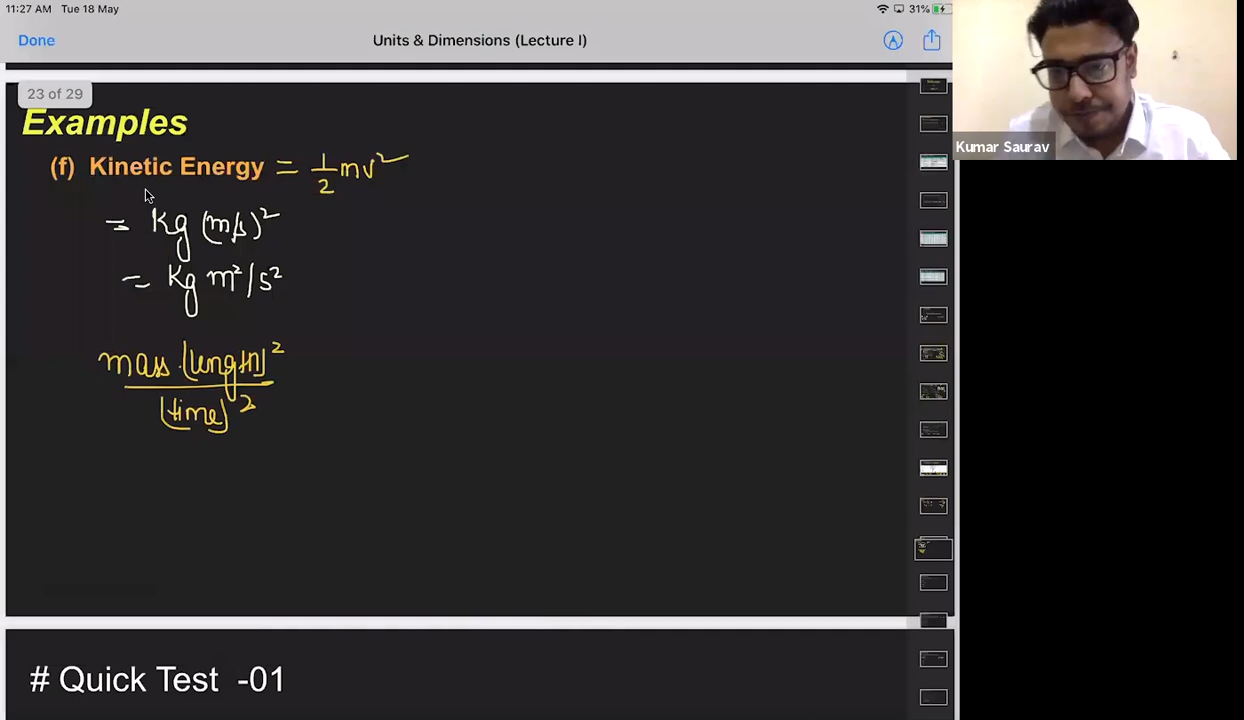 11:27 AM Tue 18 May
31%
Done
Units & Dimensions (Lecture I)
23 of 29
Examples
(f) Kinetic Energy = 1/2 mv²
= Kg (m/s)²
= Kg m²/s²
mass.(length)²
(time)²
# Quick Test -01
Kumar Saurav